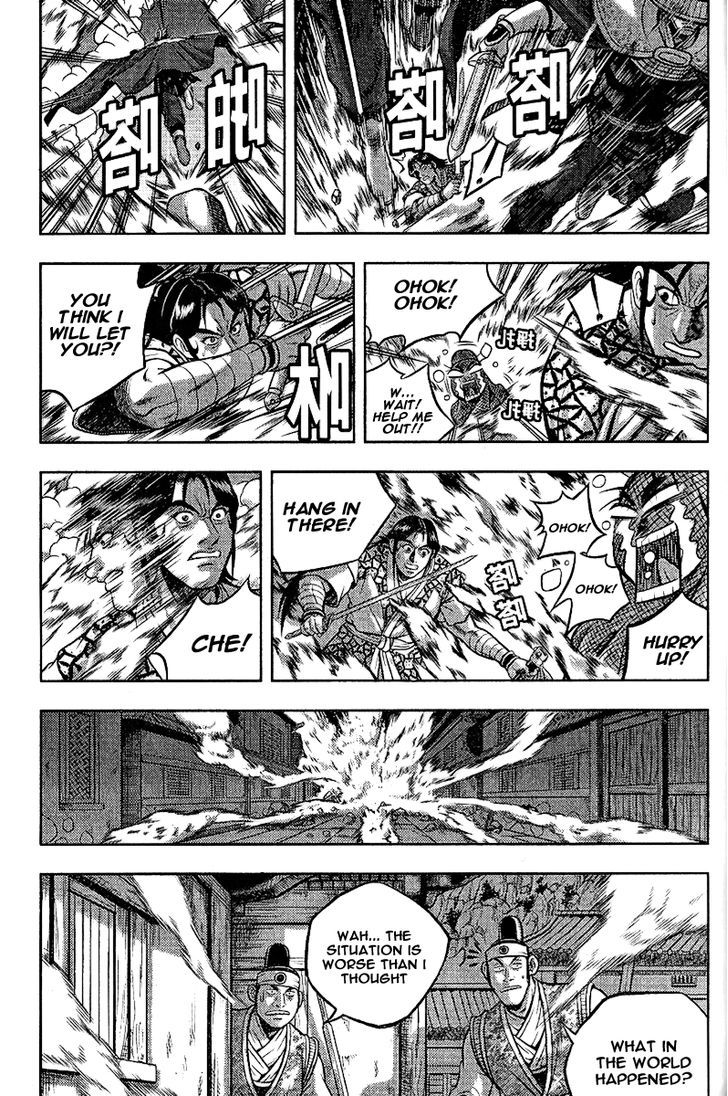 OHOK!
OHOK!
W...
WAIT!
HELP ME
OUT!!
YOU
THINK I
WILL LET
YOU?!
OHOK!
OHOK!
HURRY
UP!
HANG IN
THERE!
CHE!
WAH... THE
SITUATION IS
WORSE THAN I
THOUGHT
WHAT IN
THE WORLD
HAPPENED?